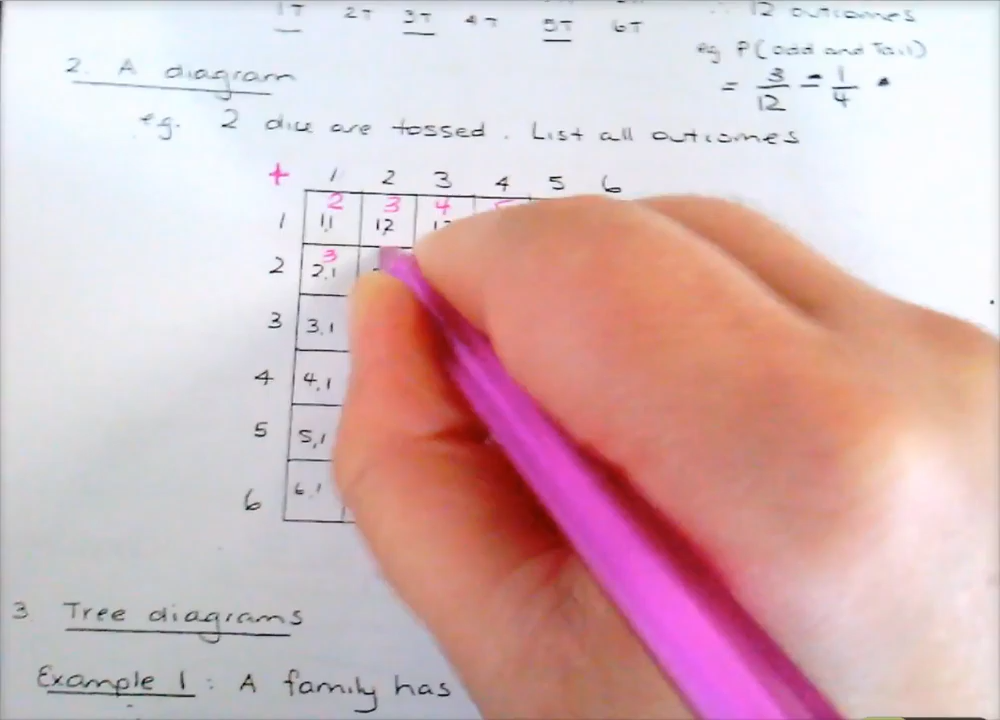 1T 2T 3T 4T 5T 6T
∴ 12 outcomes
eg P(odd and Tail)
= 3/12 = 1/4
2. A diagram
eg. 2 dice are tossed. List all outcomes
+ 1 2 3 4 5 6
2 3 4
1 1,1 1,2
3
2 2,1
3 3,1
4 4,1
5 5,1
6 6,1
3. Tree diagrams
Example 1 : A family has